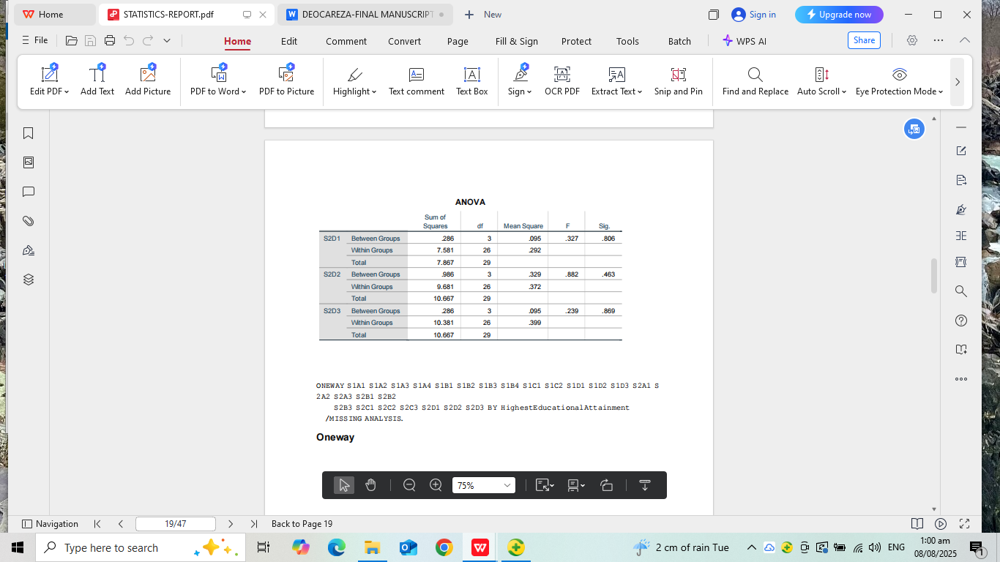 Home
STATISTICS-REPORT.pdf
DEOCAREZA-FINAL MANUSCRIPT
New
Sign in
Upgrade now
File
Home
Edit
Comment
Convert
Page
Fill & Sign
Protect
Tools
Batch
WPS AI
Share
Edit PDF
Add Text
Add Picture
PDF to Word
PDF to Picture
Highlight
Text comment
Text Box
Sign
OCR PDF
Extract Text
Snip and Pin
Find and Replace
Auto Scroll
Eye Protection Mode
ANOVA
Sum of Squares df Mean Square F Sig.
S2D1 Between Groups .286 3 .095 .327 .806
Within Groups 7.581 26 .292
Total 7.867 29
S2D2 Between Groups .986 3 .329 .882 .463
Within Groups 9.681 26 .372
Total 10.667 29
S2D3 Between Groups .286 3 .095 .239 .869
Within Groups 10.381 26 .399
Total 10.667 29
ONEWAY S1A1 S1A2 S1A3 S1A4 S1B1 S1B2 S1B3 S1B4 S1C1 S1C2 S1D1 S1D2 S1D3 S2A1 S
2A2 S2A3 S2B1 S2B2
S2B3 S2C1 S2C2 S2C3 S2D1 S2D2 S2D3 BY HighestEducationalAttainment
/MISSING ANALYSIS.
Oneway
75%
Navigation
19/47
Back to Page 19
Type here to search
2 cm of rain Tue
ENG
1:00 am
08/08/2025
1